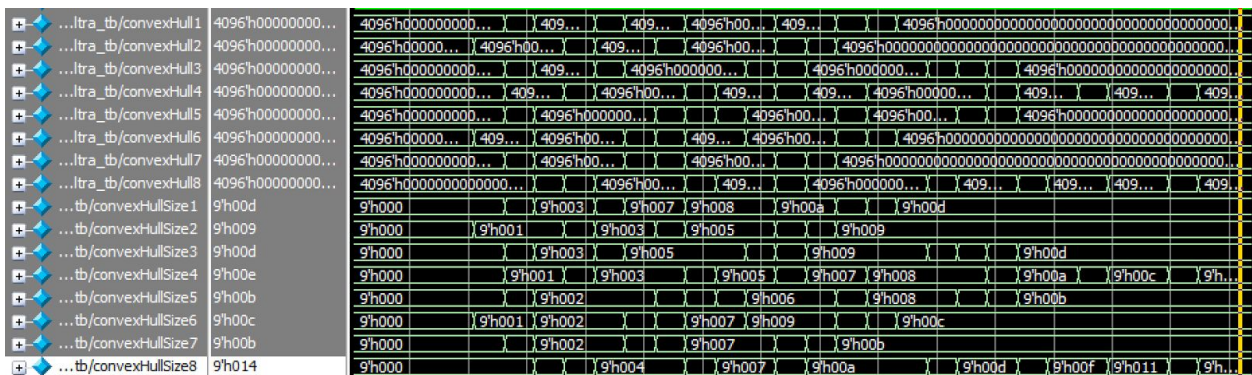 ...ltra_tb/convexHull1 4096'h00000000... 4096'h000000000... 409... 409... 4096'h00... 409... 4096'h000000000000000000000000000000000...
...ltra_tb/convexHull2 4096'h00000000... 4096'h00000... 4096'h00... 409... 4096'h00... 4096'h00000000000000000000000000000000000000...
...ltra_tb/convexHull3 4096'h00000000... 4096'h000000000... 409... 4096'h000000... 4096'h000000... 4096'h0000000000000000000...
...ltra_tb/convexHull4 4096'h00000000... 4096'h000000000... 409... 4096'h00... 409... 409... 4096'h00000... 409... 409... 409...
...ltra_tb/convexHull5 4096'h00000000... 4096'h000000000... 4096'h000000... 4096'h00... 4096'h00... 4096'h0000000000000000000...
...ltra_tb/convexHull6 4096'h00000000... 4096'h00000... 409... 4096'h00... 409... 4096'h00... 4096'h000000000000000000000000000000000...
...ltra_tb/convexHull7 4096'h00000000... 4096'h000000000... 4096'h00... 4096'h00... 4096'h00000000000000000000000000000000000000...
...ltra_tb/convexHull8 4096'h00000000... 4096'h0000000000000... 4096'h00... 409... 4096'h000000... 409... 409... 409... 409...
...tb/convexHullSize1 9'h00d 9'h000 9'h003 9'h007 9'h008 9'h00a 9'h00d
...tb/convexHullSize2 9'h009 9'h000 9'h001 9'h003 9'h005 9'h009
...tb/convexHullSize3 9'h00d 9'h000 9'h003 9'h005 9'h009 9'h00d
...tb/convexHullSize4 9'h00e 9'h000 9'h001 9'h003 9'h005 9'h007 9'h008 9'h00a 9'h00c 9'h...
...tb/convexHullSize5 9'h00b 9'h000 9'h002 9'h006 9'h008 9'h00b
...tb/convexHullSize6 9'h00c 9'h000 9'h001 9'h002 9'h007 9'h009 9'h00c
...tb/convexHullSize7 9'h00b 9'h000 9'h002 9'h007 9'h00b
...tb/convexHullSize8 9'h014 9'h000 9'h004 9'h007 9'h00a 9'h00d 9'h00f 9'h011 9'h...